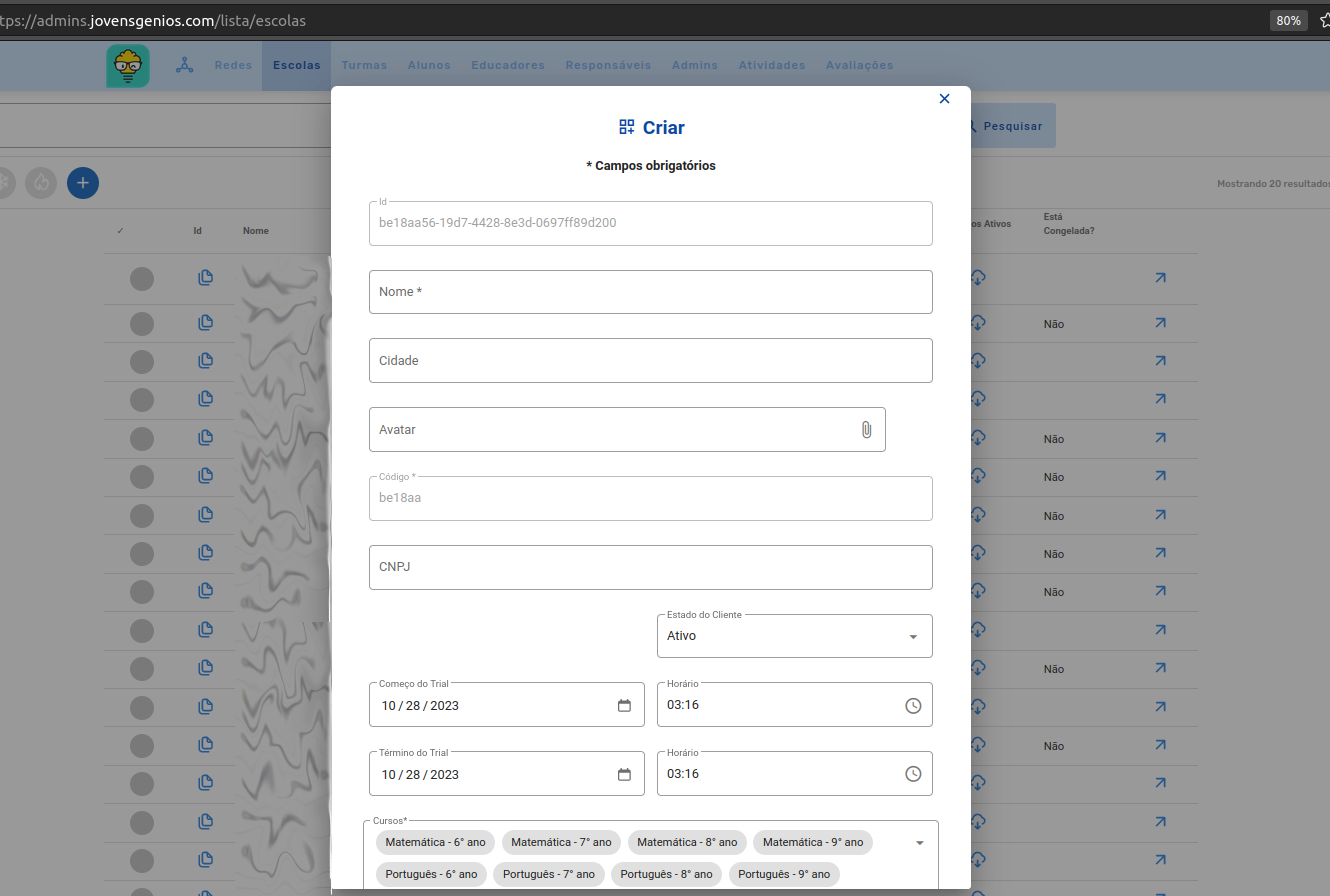 tps://admins.jovensgenios.com/lista/escolas
80%
Redes Escolas Turmas Alunos Educadores Responsáveis Admins Atividades Avaliações
Criar
* Campos obrigatórios
Pesquisar
Mostrando 20 resultados
✓ Id Nome
os Ativos
Está
Congelada?
Id
be18aa56-19d7-4428-8e3d-0697ff89d200
Nome *
Cidade
Avatar
Código *
be18aa
CNPJ
Estado do Cliente
Ativo
Começo do Trial
10 / 28 / 2023
Horário
03:16
Término do Trial
10 / 28 / 2023
Horário
03:16
Cursos*
Matemática - 6° ano Matemática - 7° ano Matemática - 8° ano Matemática - 9° ano
Português - 6° ano Português - 7° ano Português - 8° ano Português - 9° ano
Não
Não
Não
Não
Não
Não
Não
Não